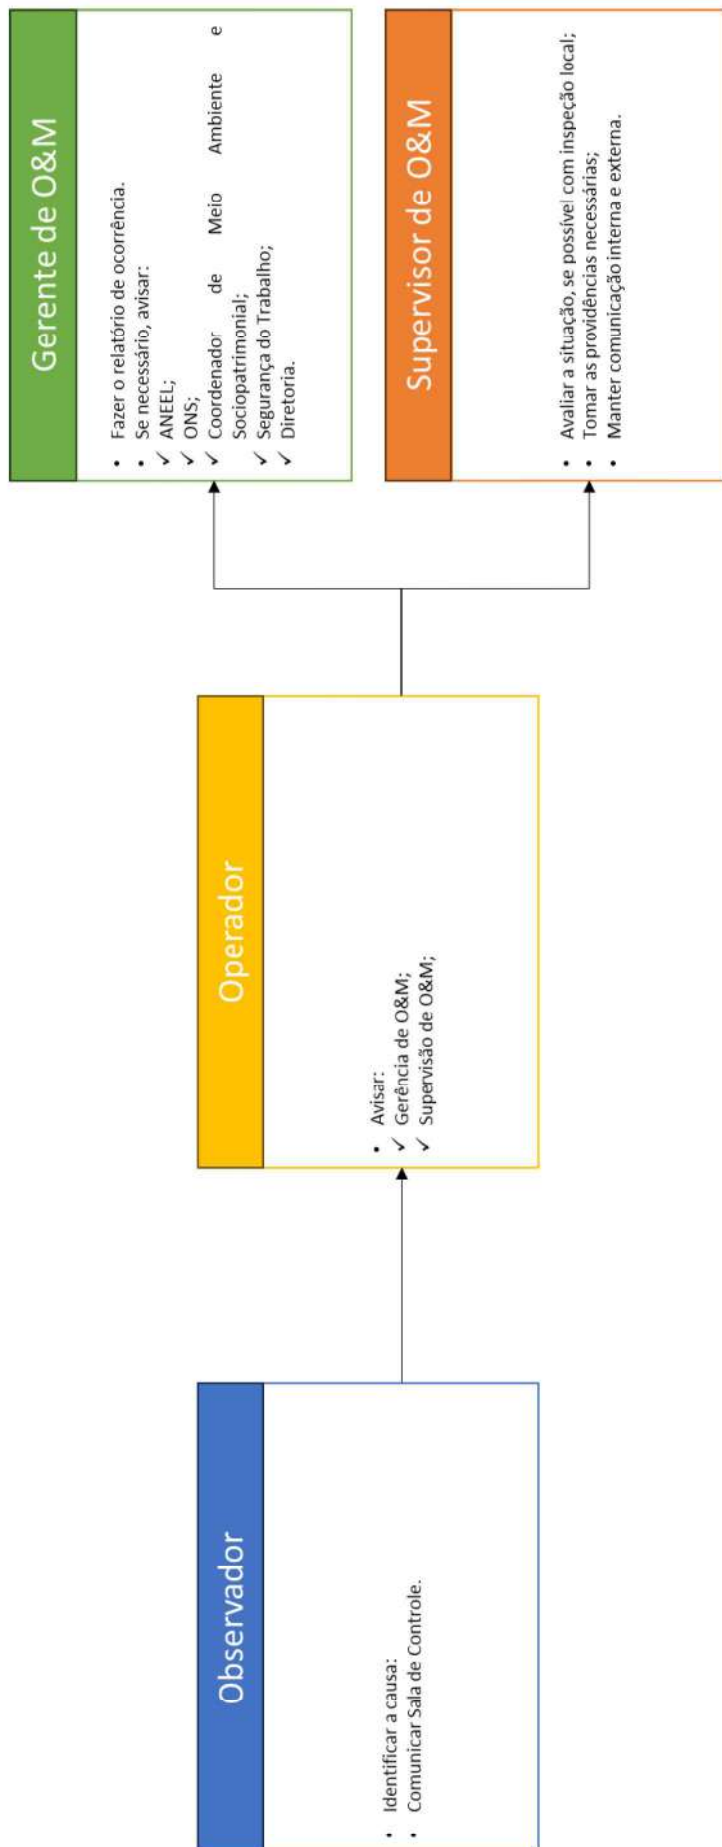 Observador
• Identificar a causa:
• Comunicar Sala de Controle.
Operador
• Avisar:
✓ Gerência de O&M;
✓ Supervisão de O&M;
Gerente de O&M
• Fazer o relatório de ocorrência.
• Se necessário, avisar:
✓ ANEEL;
✓ ONS;
✓ Coordenador de Meio Ambiente e
Sociopatrimonial;
✓ Segurança do Trabalho;
✓ Diretoria.
Supervisor de O&M
• Avaliar a situação, se possível com inspeção local;
• Tomar as providências necessárias;
• Manter comunicação interna e externa.